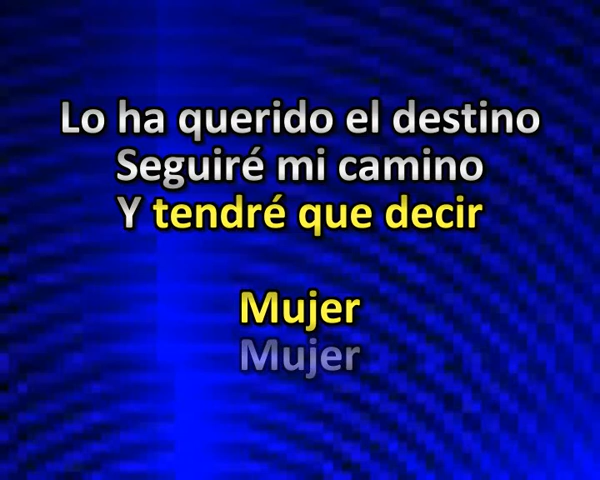 Lo ha querido el destino
Seguiré mi camino
Y tendré que decir
Mujer
Mujer